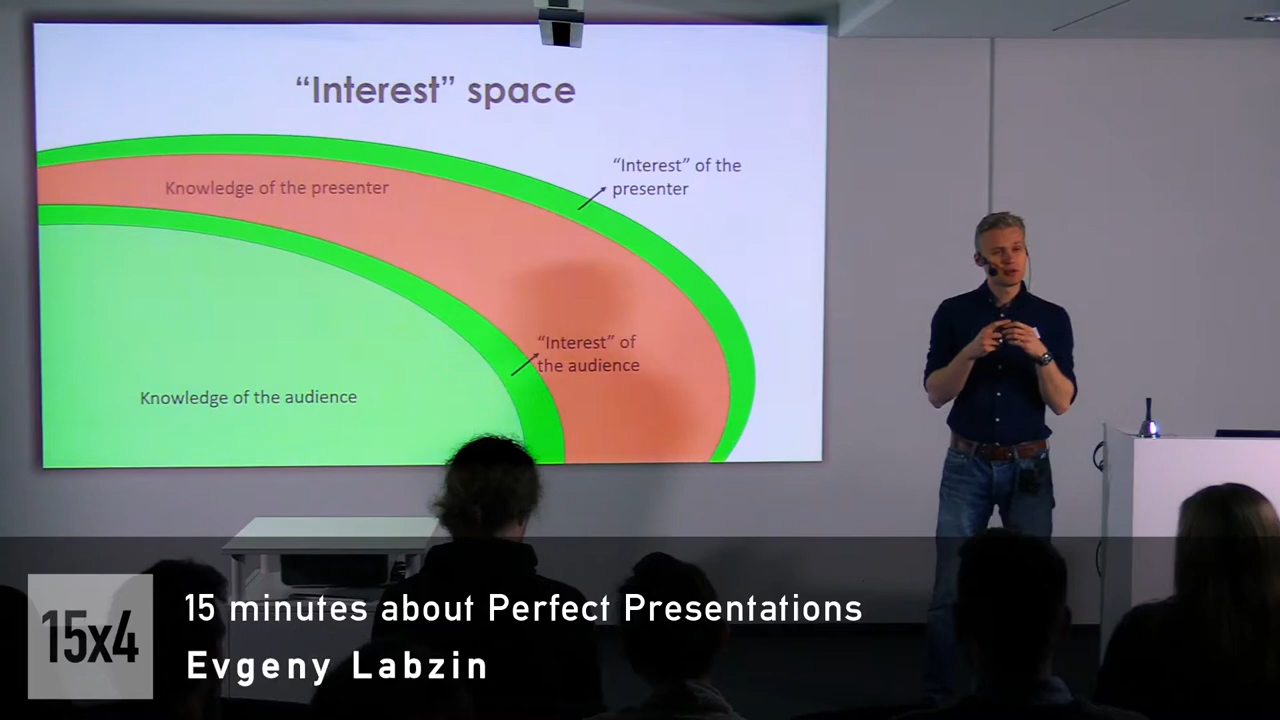 “Interest” space
“Interest” of the
presenter
Knowledge of the presenter
“Interest” of
the audience
Knowledge of the audience
15x4
15 minutes about Perfect Presentations
Evgeny Labzin